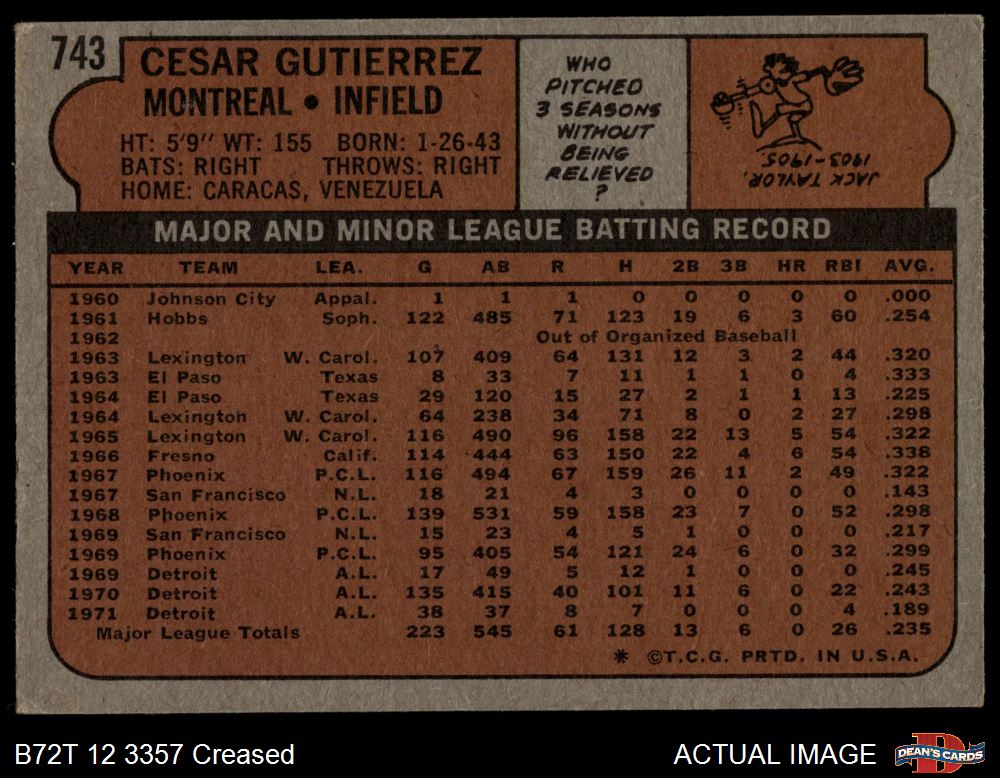 743
CESAR GUTIERREZ
MONTREAL • INFIELD
HT: 5'9" WT: 155 BORN: 1-26-43
BATS: RIGHT THROWS: RIGHT
HOME: CARACAS, VENEZUELA
WHO
PITCHED
3 SEASONS
WITHOUT
BEING
RELIEVED
?
JACK TAYLOR,
1903-1905.
MAJOR AND MINOR LEAGUE BATTING RECORD
YEAR TEAM LEA. G AB R H 2B 3B HR RBI AVG.
1960 Johnson City Appal. 1 1 1 0 0 0 0 0 .000
1961 Hobbs Soph. 122 485 71 123 19 6 3 60 .254
1962 Out of Organized Baseball
1963 Lexington W. Carol. 107 409 64 131 12 3 2 44 .320
1963 El Paso Texas 8 33 7 11 1 1 0 4 .333
1964 El Paso Texas 29 120 15 27 2 1 1 13 .225
1964 Lexington W. Carol. 64 238 34 71 8 0 2 27 .298
1965 Lexington W. Carol. 116 490 96 158 22 13 5 54 .322
1966 Fresno Calif. 114 444 63 150 22 4 6 54 .338
1967 Phoenix P.C.L. 116 494 67 159 26 11 2 49 .322
1967 San Francisco N.L. 18 21 4 3 0 0 0 0 .143
1968 Phoenix P.C.L. 139 531 59 158 23 7 0 52 .298
1969 San Francisco N.L. 15 23 4 5 1 0 0 0 .217
1969 Phoenix P.C.L. 95 405 54 121 24 6 0 32 .299
1969 Detroit A.L. 17 49 5 12 1 0 0 0 .245
1970 Detroit A.L. 135 415 40 101 11 6 0 22 .243
1971 Detroit A.L. 38 37 8 7 0 0 0 4 .189
Major League Totals 223 545 61 128 13 6 0 26 .235
* ©T.C.G. PRTD. IN U.S.A.
B72T 12 3357 Creased
ACTUAL IMAGE
DEAN'S CARDS